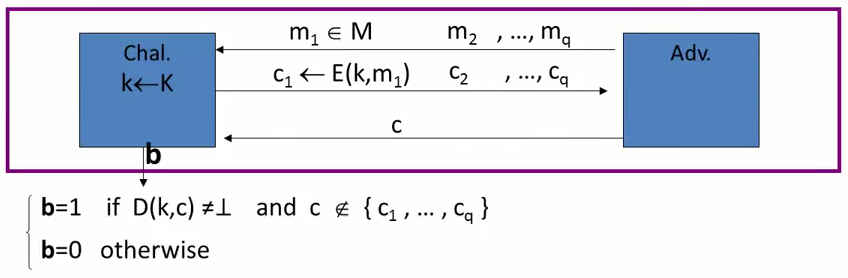 m₁ ∈ M m₂ , …, m_q
Chal.
Adv.
k←K
c₁ ← E(k,m₁) c₂ , …, c_q
c
b
b=1 if D(k,c) ≠⊥ and c ∉ { c₁ , … , c_q }
b=0 otherwise